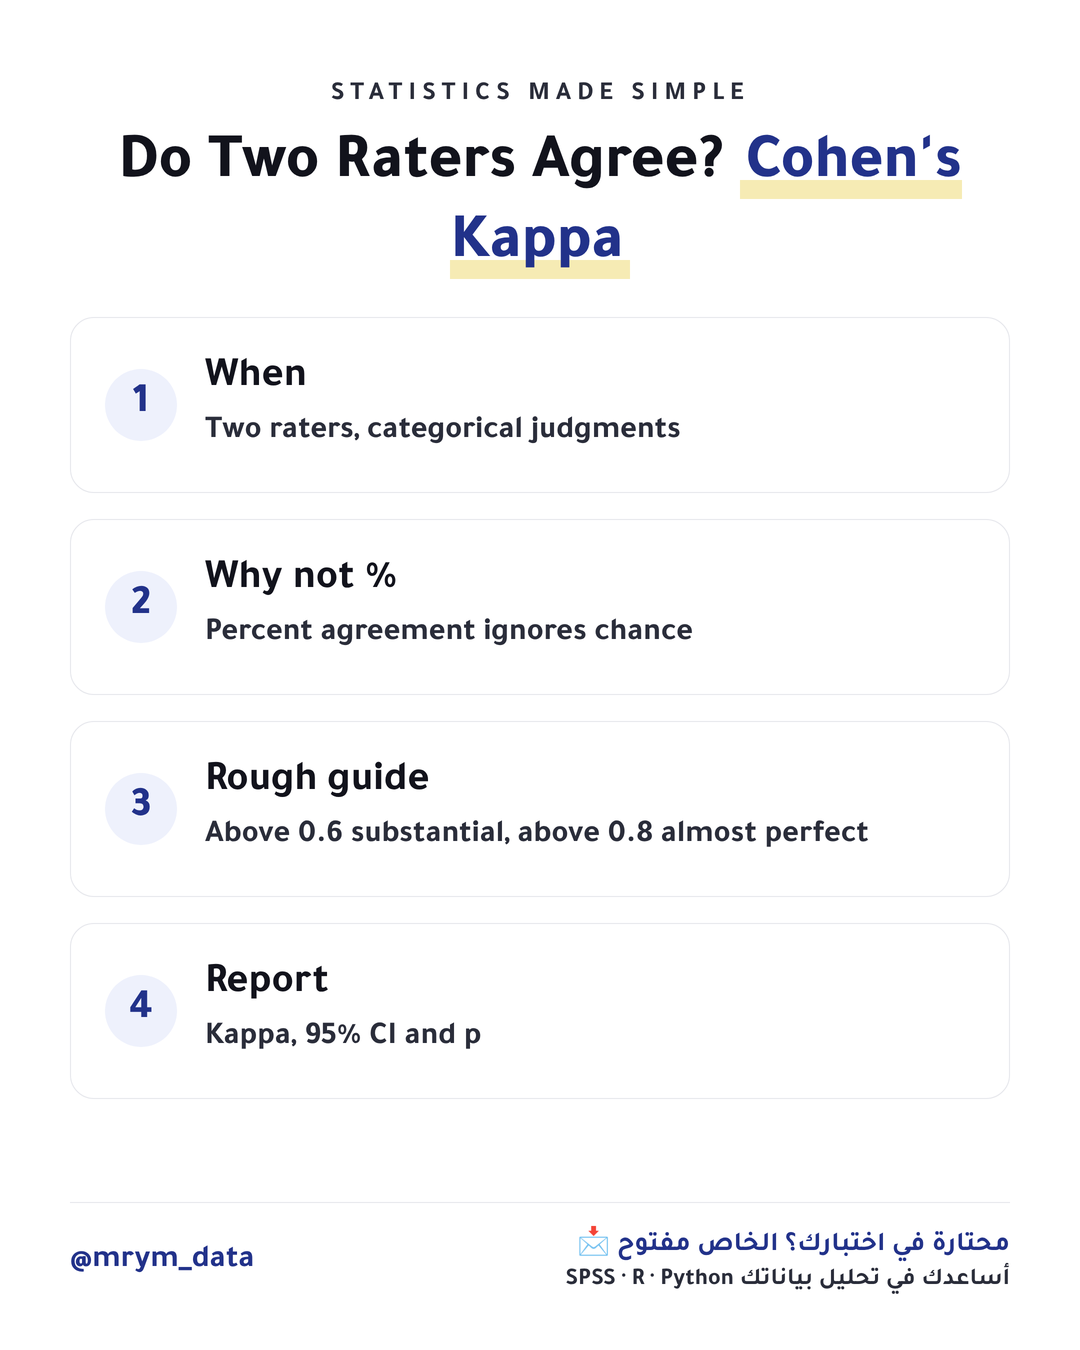 STATISTICS MADE SIMPLE
Do Two Raters Agree? Cohen's
Kappa
1
When
Two raters, categorical judgments
2
Why not %
Percent agreement ignores chance
3
Rough guide
Above 0.6 substantial, above 0.8 almost perfect
4
Report
Kappa, 95% CI and p
@mrym_data
محتارة في اختبارك؟ الخاص مفتوح 📩
أساعدك في تحليل بياناتك SPSS · R · Python